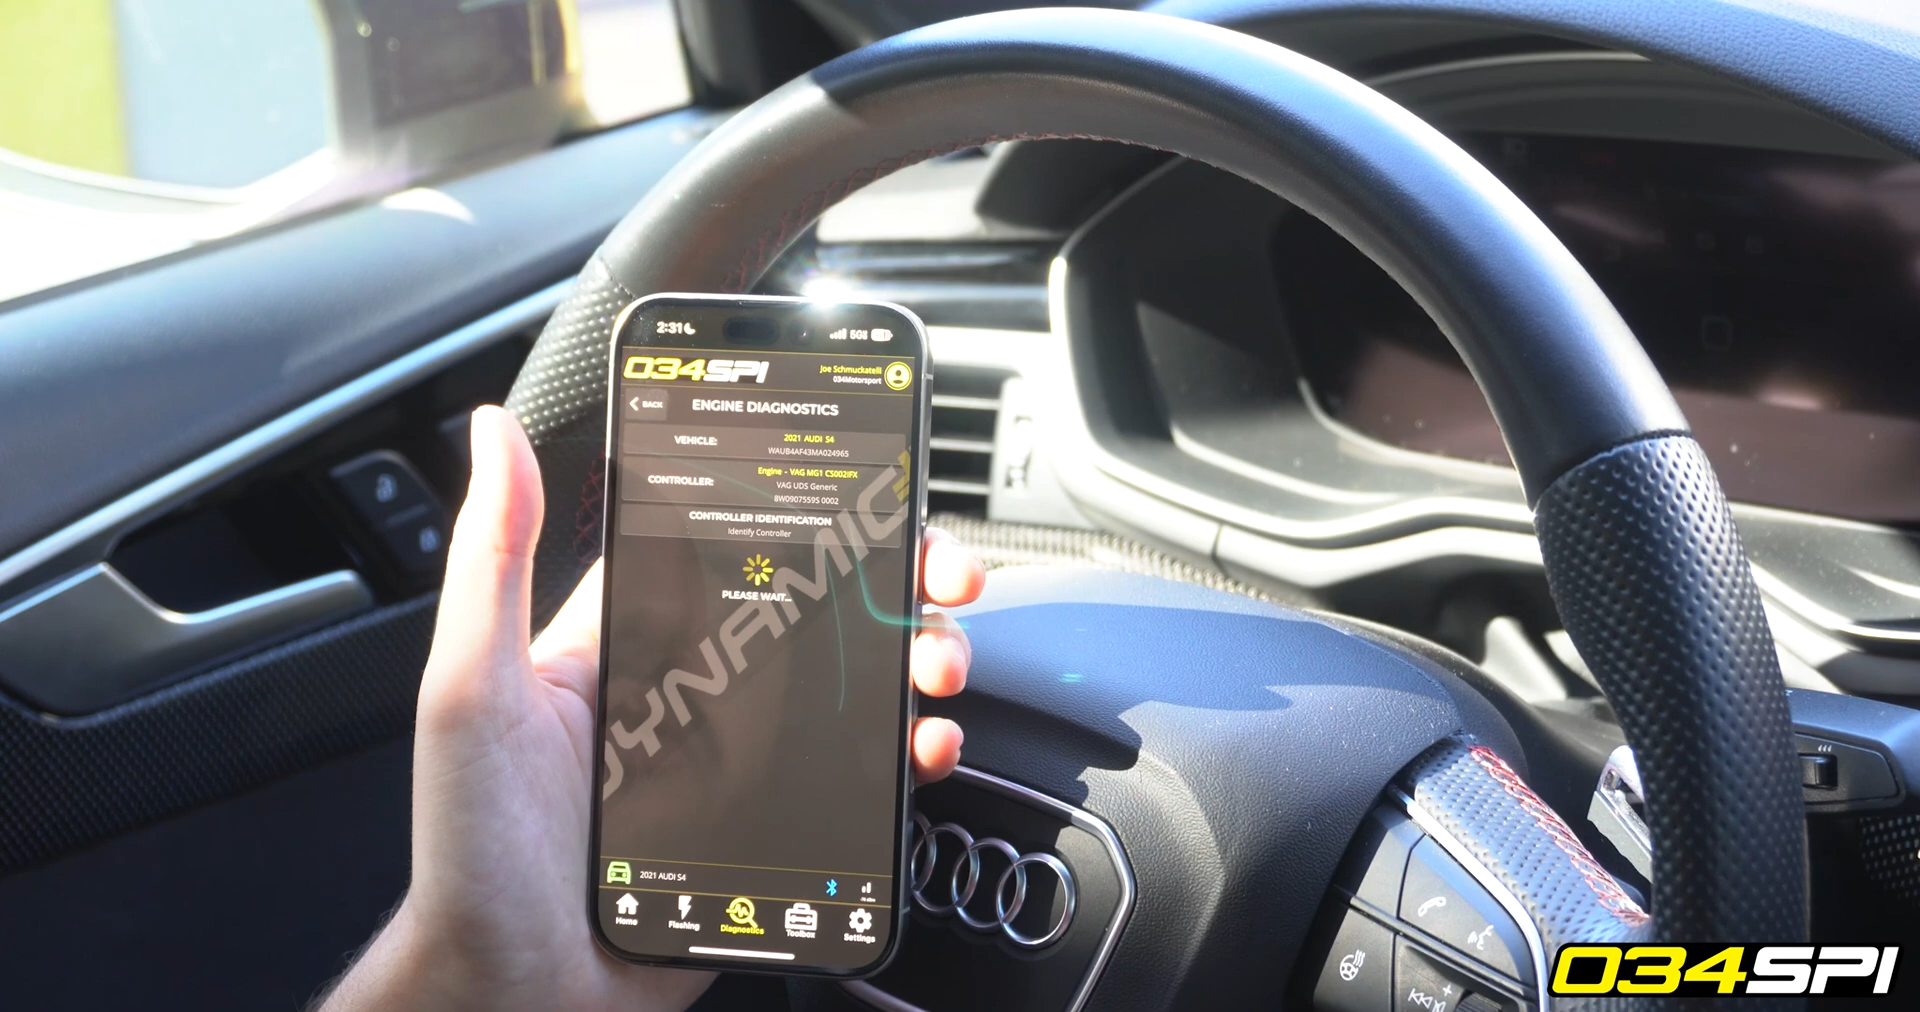 2:31
5G
034SPI
Joe Schmuckatelli
034Motorsport
BACK
ENGINE DIAGNOSTICS
VEHICLE:
2021 AUDI S4
WAUB4AF43MA024965
CONTROLLER:
Engine - VAG MG1 CS002IFX
VAG UDS Generic
8W0907559S 0002
CONTROLLER IDENTIFICATION
Identify Controller
PLEASE WAIT...
DYNAMIC
2021 AUDI S4
Home
Flashing
Diagnostics
Toolbox
Settings
034SPI